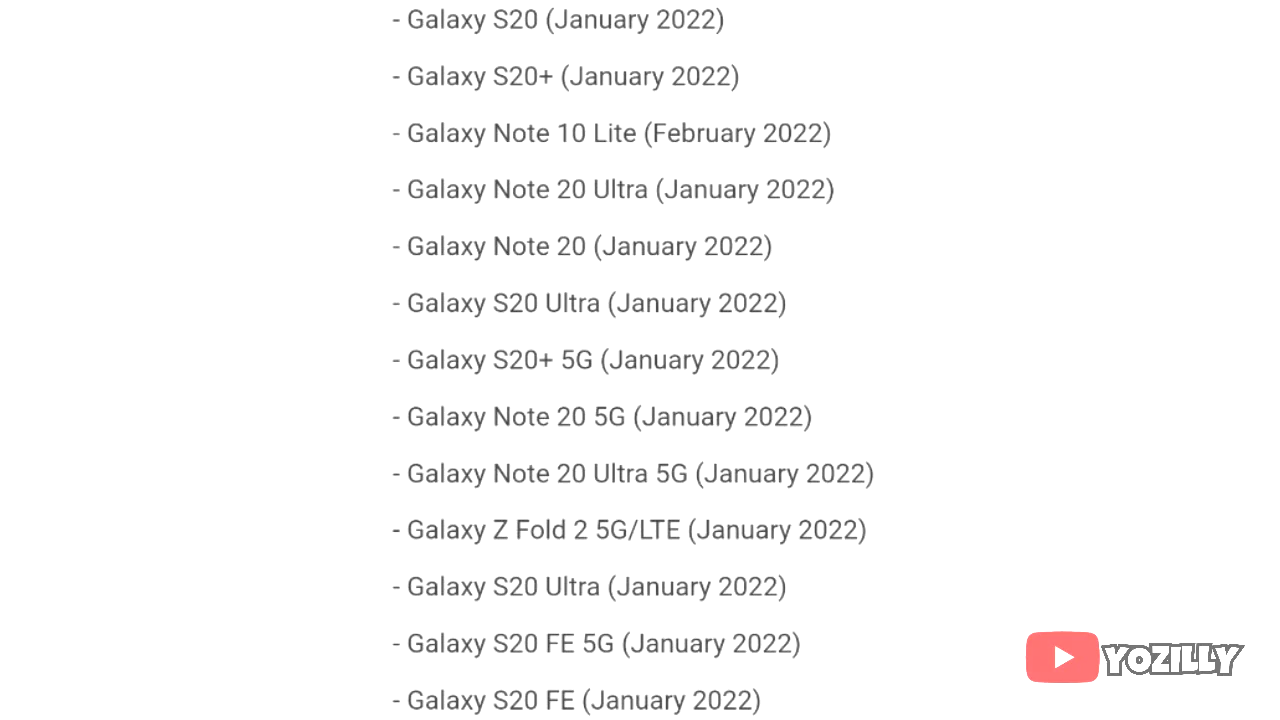 - Galaxy S20 (January 2022)
- Galaxy S20+ (January 2022)
- Galaxy Note 10 Lite (February 2022)
- Galaxy Note 20 Ultra (January 2022)
- Galaxy Note 20 (January 2022)
- Galaxy S20 Ultra (January 2022)
- Galaxy S20+ 5G (January 2022)
- Galaxy Note 20 5G (January 2022)
- Galaxy Note 20 Ultra 5G (January 2022)
- Galaxy Z Fold 2 5G/LTE (January 2022)
- Galaxy S20 Ultra (January 2022)
- Galaxy S20 FE 5G (January 2022)
YOZILLY
- Galaxy S20 FE (January 2022)